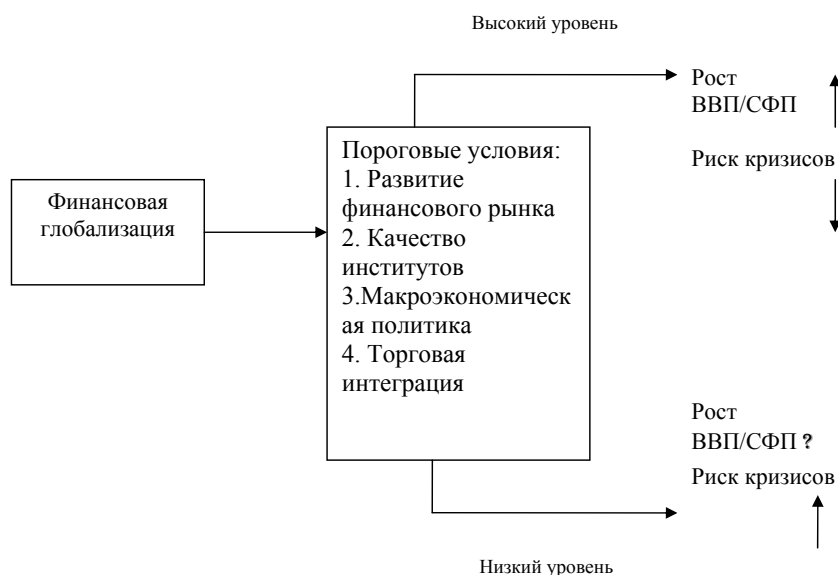 Высокий уровень
Рост
ВВП/СФП
Риск кризисов
Финансовая
глобализация
Пороговые условия:
1. Развитие
финансового рынка
2. Качество
институтов
3.Макроэкономическ
ая политика
4. Торговая
интеграция
Рост
ВВП/СФП ?
Риск кризисов
Низкий уровень